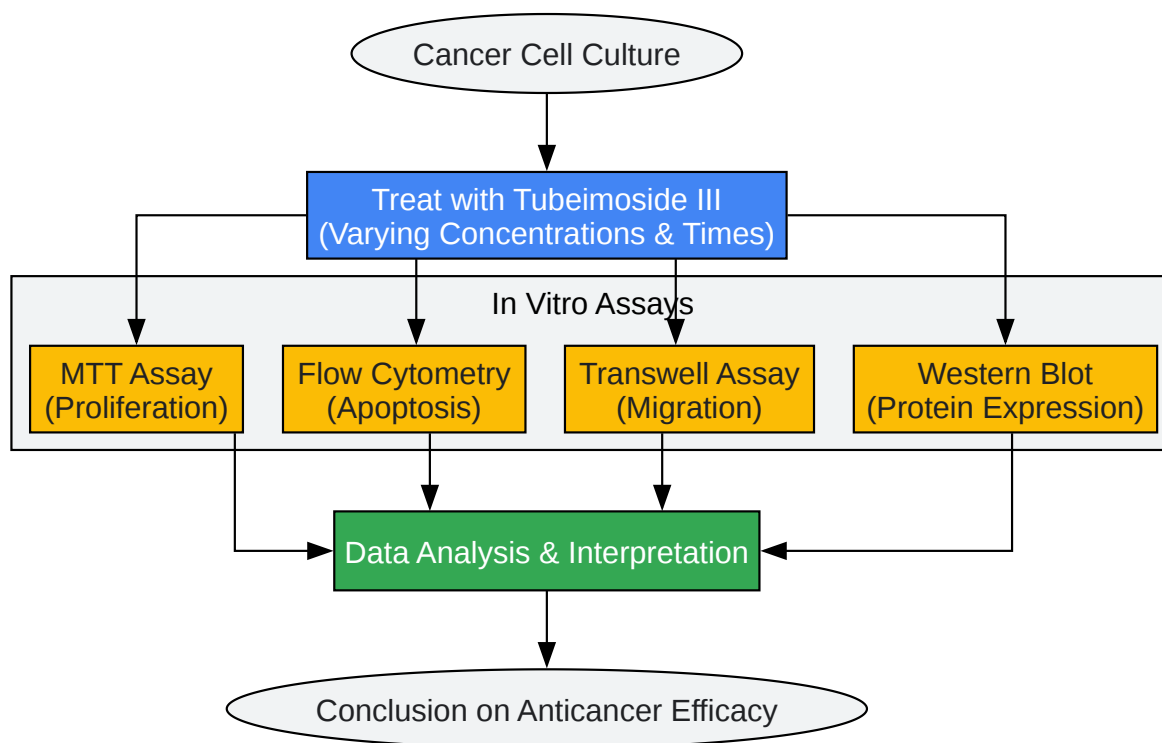 Cancer Cell Culture
Treat with Tubeimoside III
(Varying Concentrations & Times)
In Vitro Assays
MTT Assay
(Proliferation)
Flow Cytometry
(Apoptosis)
Transwell Assay
(Migration)
Western Blot
(Protein Expression)
Data Analysis & Interpretation
Conclusion on Anticancer Efficacy